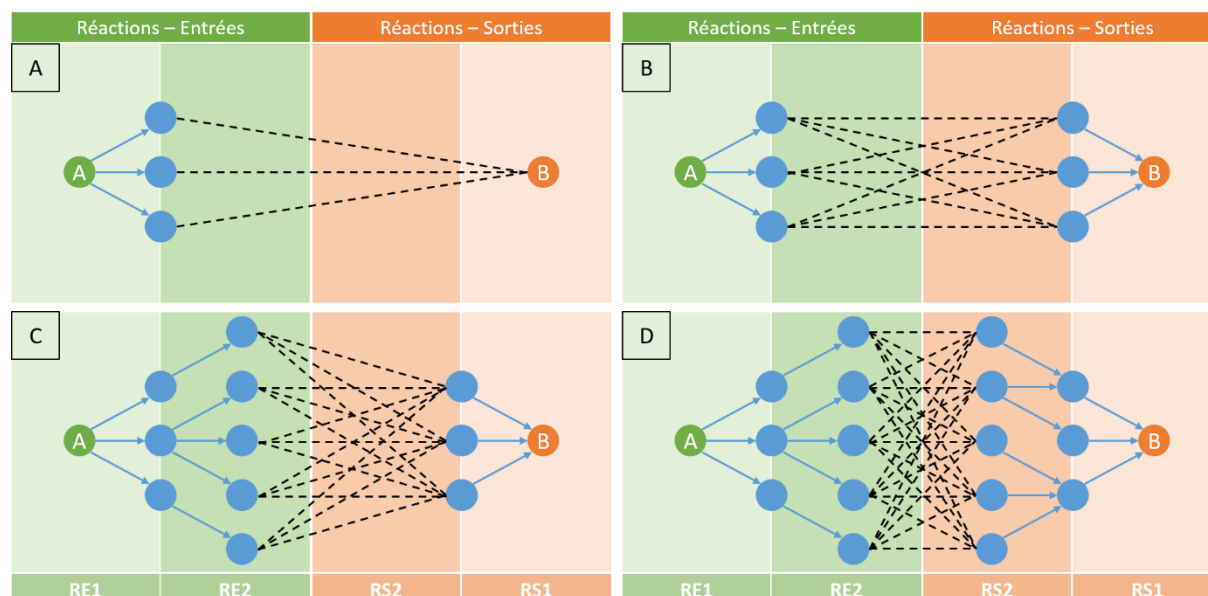 Réactions – Entrées Réactions – Sorties Réactions – Entrées Réactions – Sorties
A B
A B A B
C D
A B A B
RE1 RE2 RS2 RS1 RE1 RE2 RS2 RS1